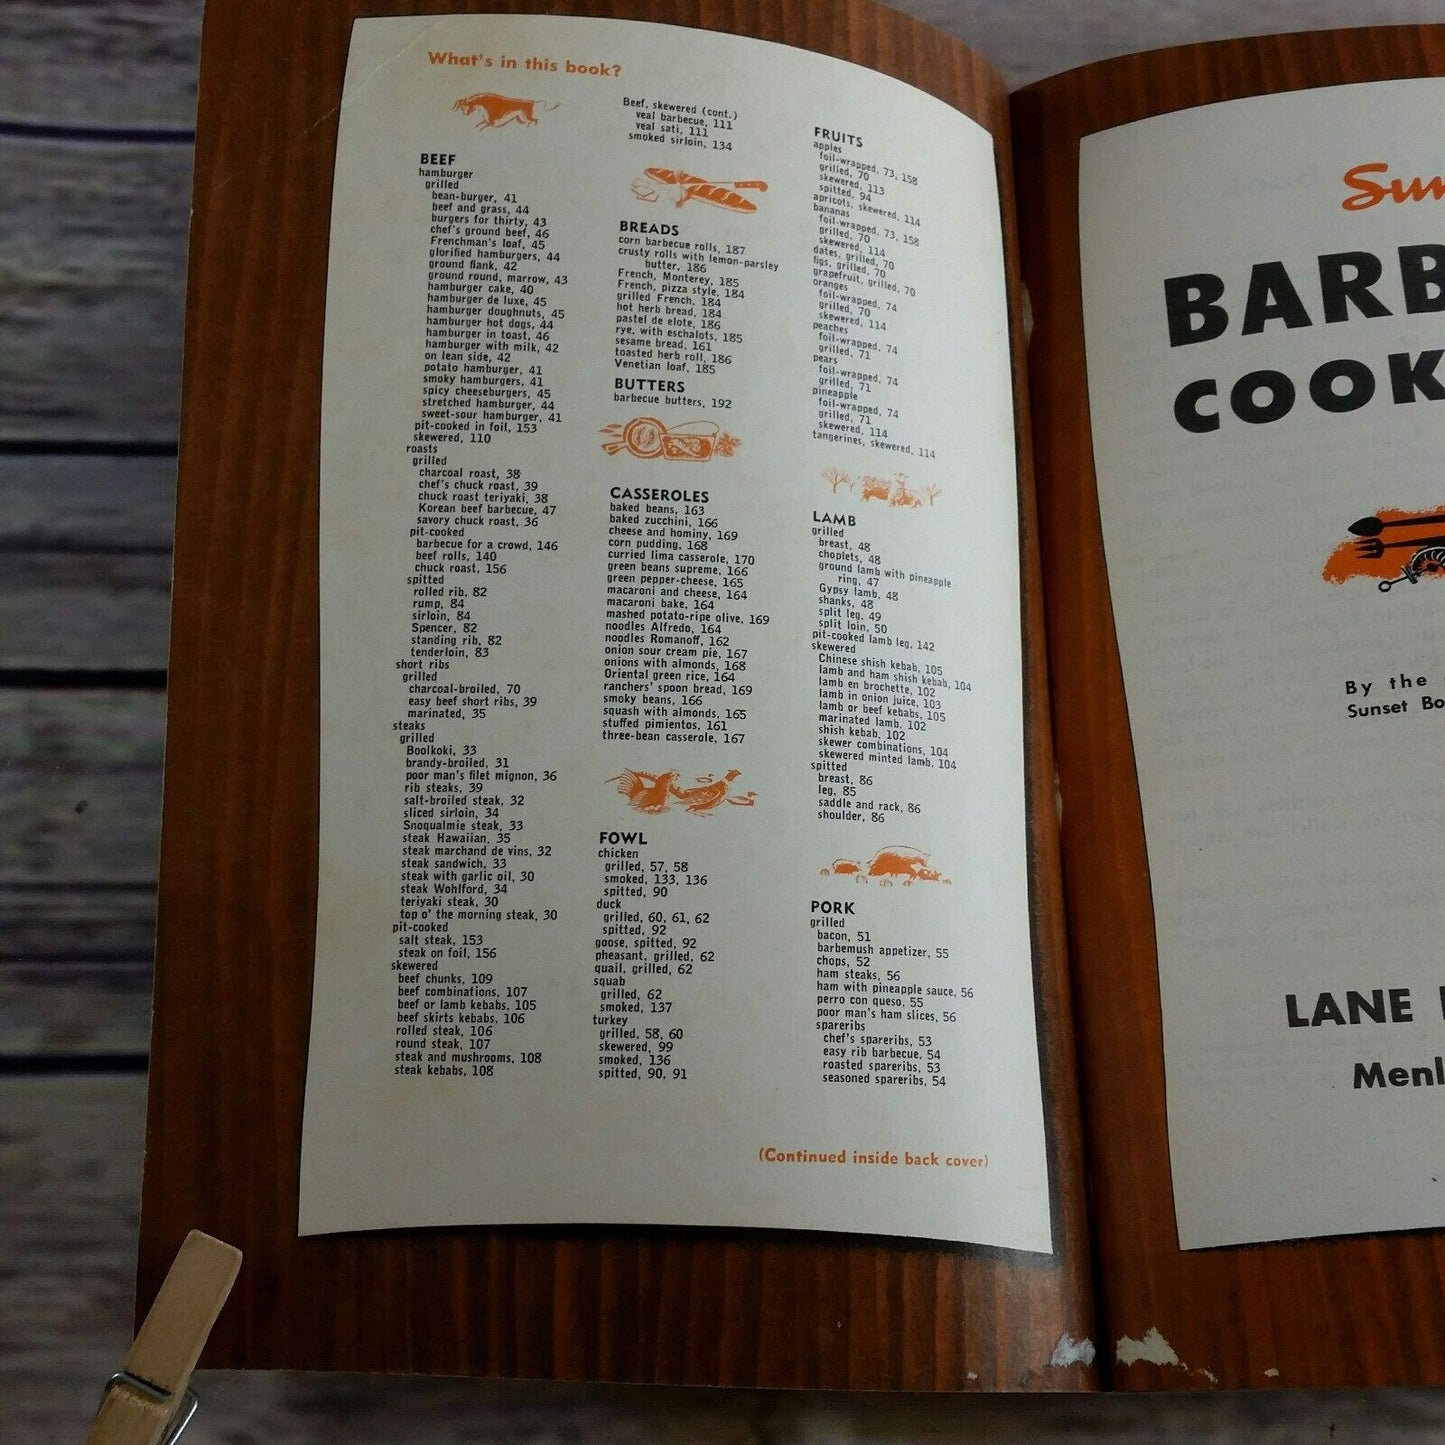 What's in this book?
BEEF
hamburger
grilled
bean-burger, 41
beef and grass, 44
burgers for thirty, 43
chef's ground beef, 46
Frenchman's loaf, 45
glorified hamburgers, 44
ground flank, 42
ground round, marrow, 43
hamburger cake, 40
hamburger de luxe, 45
hamburger doughnuts, 45
hamburger hot dogs, 44
hamburger in toast, 46
hamburger with milk, 42
on lean side, 42
potato hamburger, 41
smoky hamburgers, 41
spicy cheeseburgers, 45
stretched hamburger, 44
sweet-sour hamburger, 41
pit-cooked in foil, 153
skewered, 110
roasts
grilled
charcoal roast, 38
chef's chuck roast, 39
chuck roast teriyaki, 38
Korean beef barbecue, 47
savory chuck roast, 36
pit-cooked
barbecue for a crowd, 146
beef rolls, 140
chuck roast, 156
spitted
rolled rib, 82
rump, 84
sirloin, 84
Spencer, 82
standing rib, 82
tenderloin, 83
short ribs
grilled
charcoal-broiled, 70
easy beef short ribs, 39
marinated, 35
steaks
grilled
Boolkoki, 33
brandy-broiled, 31
poor man's filet mignon, 36
rib steaks, 39
salt-broiled steak, 32
sliced sirloin, 34
Snoqualmie steak, 33
steak Hawaiian, 35
steak marchand de vins, 32
steak sandwich, 33
steak with garlic oil, 30
steak Wohlford, 34
teriyaki steak, 30
top o' the morning steak, 30
pit-cooked
salt steak, 153
steak on foil, 156
skewered
beef chunks, 109
beef combinations, 107
beef or lamb kebabs, 105
beef skirts kebabs, 106
rolled steak, 106
round steak, 107
steak and mushrooms, 108
steak kebabs, 108
Beef, skewered (cont.)
veal barbecue, 111
veal sati, 111
smoked sirloin, 134
BREADS
corn barbecue rolls, 187
crusty rolls with lemon-parsley
butter, 186
French, Monterey, 185
French, pizza style, 184
grilled French, 184
hot herb bread, 184
pastel de elote, 186
rye, with eschalots, 185
sesame bread, 161
toasted herb roll, 186
Venetian loaf, 185
BUTTERS
barbecue butters, 192
CASSEROLES
baked beans, 163
baked zucchini, 166
cheese and hominy, 169
corn pudding, 168
curried lima casserole, 170
green beans supreme, 166
green pepper-cheese, 165
macaroni and cheese, 164
macaroni bake, 164
mashed potato-ripe olive, 169
noodles Alfredo, 164
noodles Romanoff, 162
onion sour cream pie, 167
onions with almonds, 168
Oriental green rice, 164
ranchers' spoon bread, 169
smoky beans, 166
squash with almonds, 165
stuffed pimientos, 161
three-bean casserole, 167
FOWL
chicken
grilled, 57, 58
smoked, 133, 136
spitted, 90
duck
grilled, 60, 61, 62
spitted, 92
goose, spitted, 92
pheasant, grilled, 62
quail, grilled, 62
squab
grilled, 62
smoked, 137
turkey
grilled, 58, 60
skewered, 99
smoked, 136
spitted, 90, 91
FRUITS
apples
foil-wrapped, 73, 158
grilled, 70
skewered, 113
spitted, 94
apricots, skewered, 114
bananas
foil-wrapped, 73, 158
grilled, 70
skewered, 114
dates, grilled, 70
figs, grilled, 70
grapefruit, grilled, 70
oranges
foil-wrapped, 74
grilled, 70
skewered, 114
peaches
foil-wrapped, 74
grilled, 71
pears
foil-wrapped, 74
grilled, 71
pineapple
foil-wrapped, 74
grilled, 71
skewered, 114
tangerines, skewered, 114
LAMB
grilled
breast, 48
choplets, 48
ground lamb with pineapple
ring, 47
Gypsy lamb, 48
shanks, 48
split leg, 49
split loin, 50
pit-cooked lamb leg, 142
skewered
Chinese shish kebab, 105
lamb and ham shish kebab, 104
lamb en brochette, 102
lamb in onion juice, 103
lamb or beef kebabs, 105
marinated lamb, 102
shish kebab, 102
skewer combinations, 104
skewered minted lamb, 104
spitted
breast, 86
leg, 85
saddle and rack, 86
shoulder, 86
PORK
grilled
bacon, 51
barbemush appetizer, 55
chops, 52
ham steaks, 56
ham with pineapple sauce, 56
perro con queso, 55
poor man's ham slices, 56
spareribs
chef's spareribs, 53
easy rib barbecue, 54
roasted spareribs, 53
seasoned spareribs, 54
(Continued inside back cover)
Sun
BARB
COOK
By the
Sunset Bo
LANE
Menl